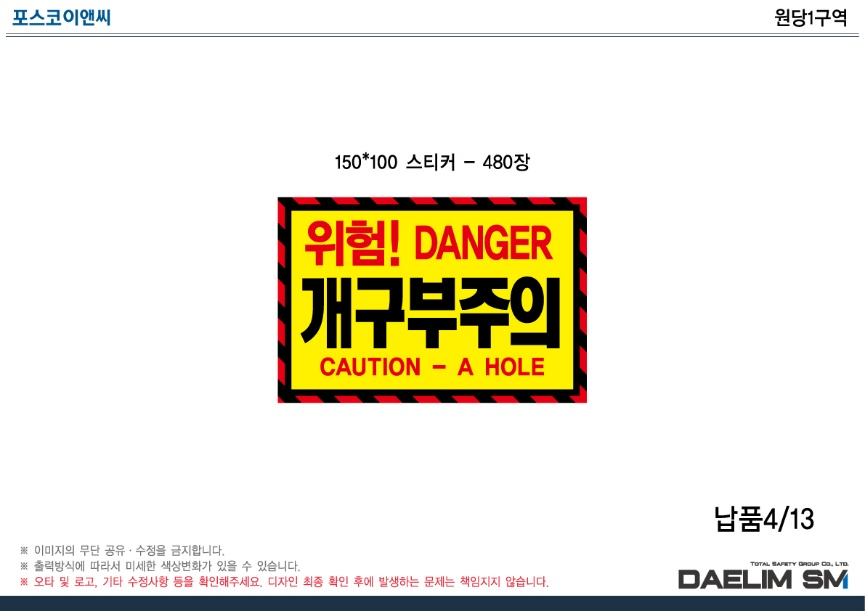 포스코이앤씨
원당1구역
150*100 스티커 - 480장
위험! DANGER
개구부주의
CAUTION - A HOLE
납품4/13
※ 이미지의 무단 공유·수정을 금지합니다.
※ 출력방식에 따라서 미세한 색상변화가 있을 수 있습니다.
※ 오타 및 로고, 기타 수정사항 등을 확인해주세요. 디자인 최종 확인 후에 발생하는 문제는 책임지지 않습니다.
TOTAL SAFETY GROUP CO., LTD.
DAELIM SM